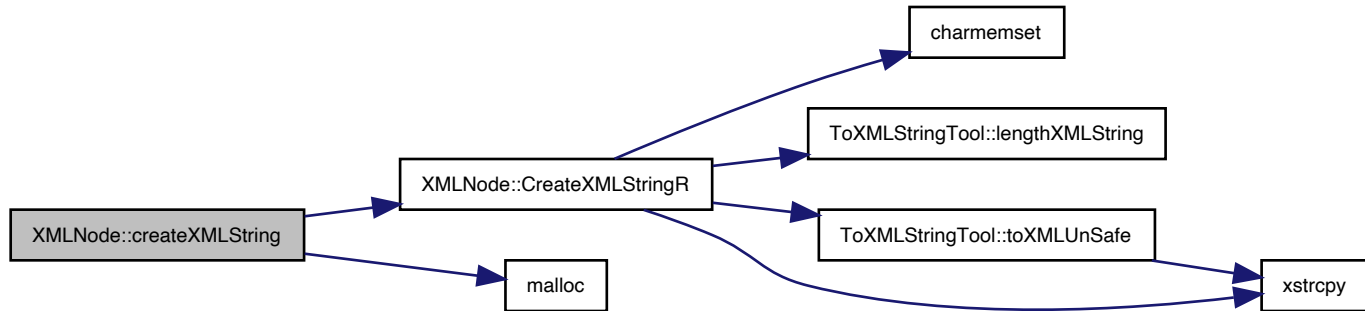 charmemset
ToXMLStringTool::lengthXMLString
XMLNode::CreateXMLStringR
XMLNode::createXMLString
ToXMLStringTool::toXMLUnSafe
malloc
xstrcpy